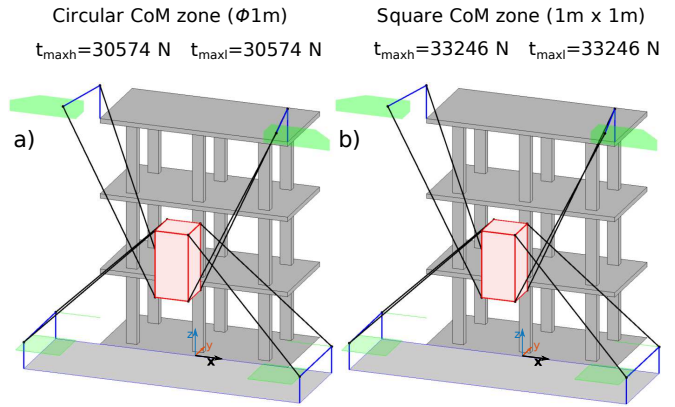 Circular CoM zone (Φ1m)
t_maxh=30574 N t_maxl=30574 N
Square CoM zone (1m x 1m)
t_maxh=33246 N t_maxl=33246 N
a)
z
y
x
b)
z
y
x